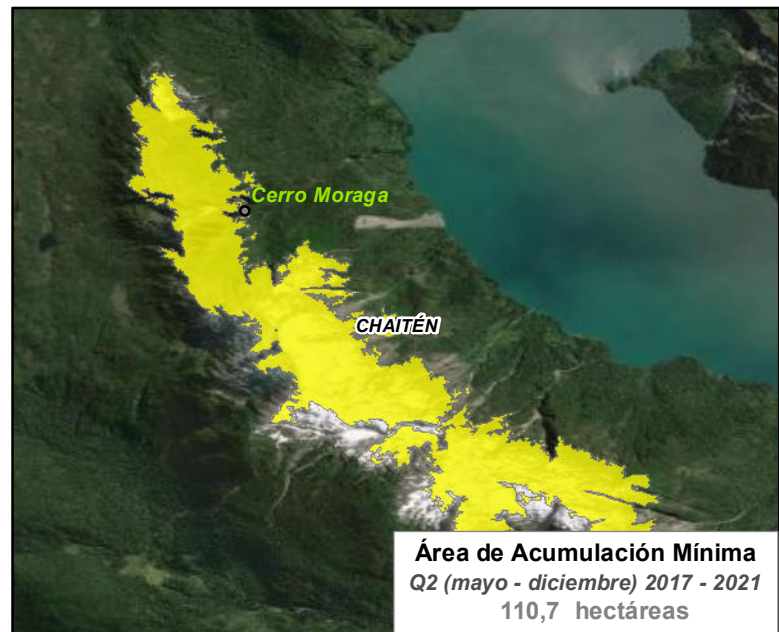 Cerro Moraga
CHAITÉN
Área de Acumulación Mínima
Q2 (mayo - diciembre) 2017 - 2021
110,7 hectáreas